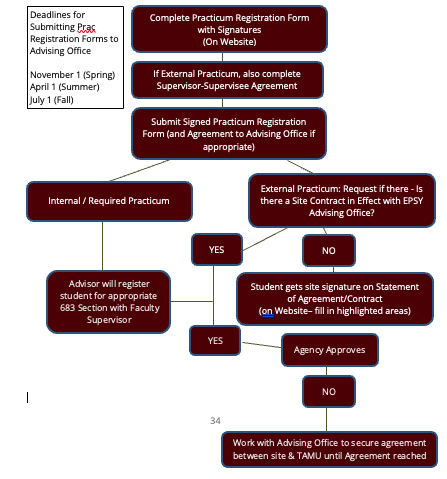 Deadlines for
Submitting Prac
Registration Forms to
Advising Office
November 1 (Spring)
April 1 (Summer)
July 1 (Fall)
Complete Practicum Registration Form
with Signatures
(On Website)
If External Practicum, also complete
Supervisor-Supervisee Agreement
Submit Signed Practicum Registration
Form (and Agreement to Advising Office if
appropriate)
Internal / Required Practicum
External Practicum: Request if there - Is
there a Site Contract in Effect with EPSY
Advising Office?
YES
NO
Advisor will register
student for appropriate
683 Section with Faculty
Supervisor
Student gets site signature on Statement
of Agreement/Contract
(on Website– fill in highlighted areas)
YES
Agency Approves
NO
34
Work with Advising Office to secure agreement
between site & TAMU until Agreement reached